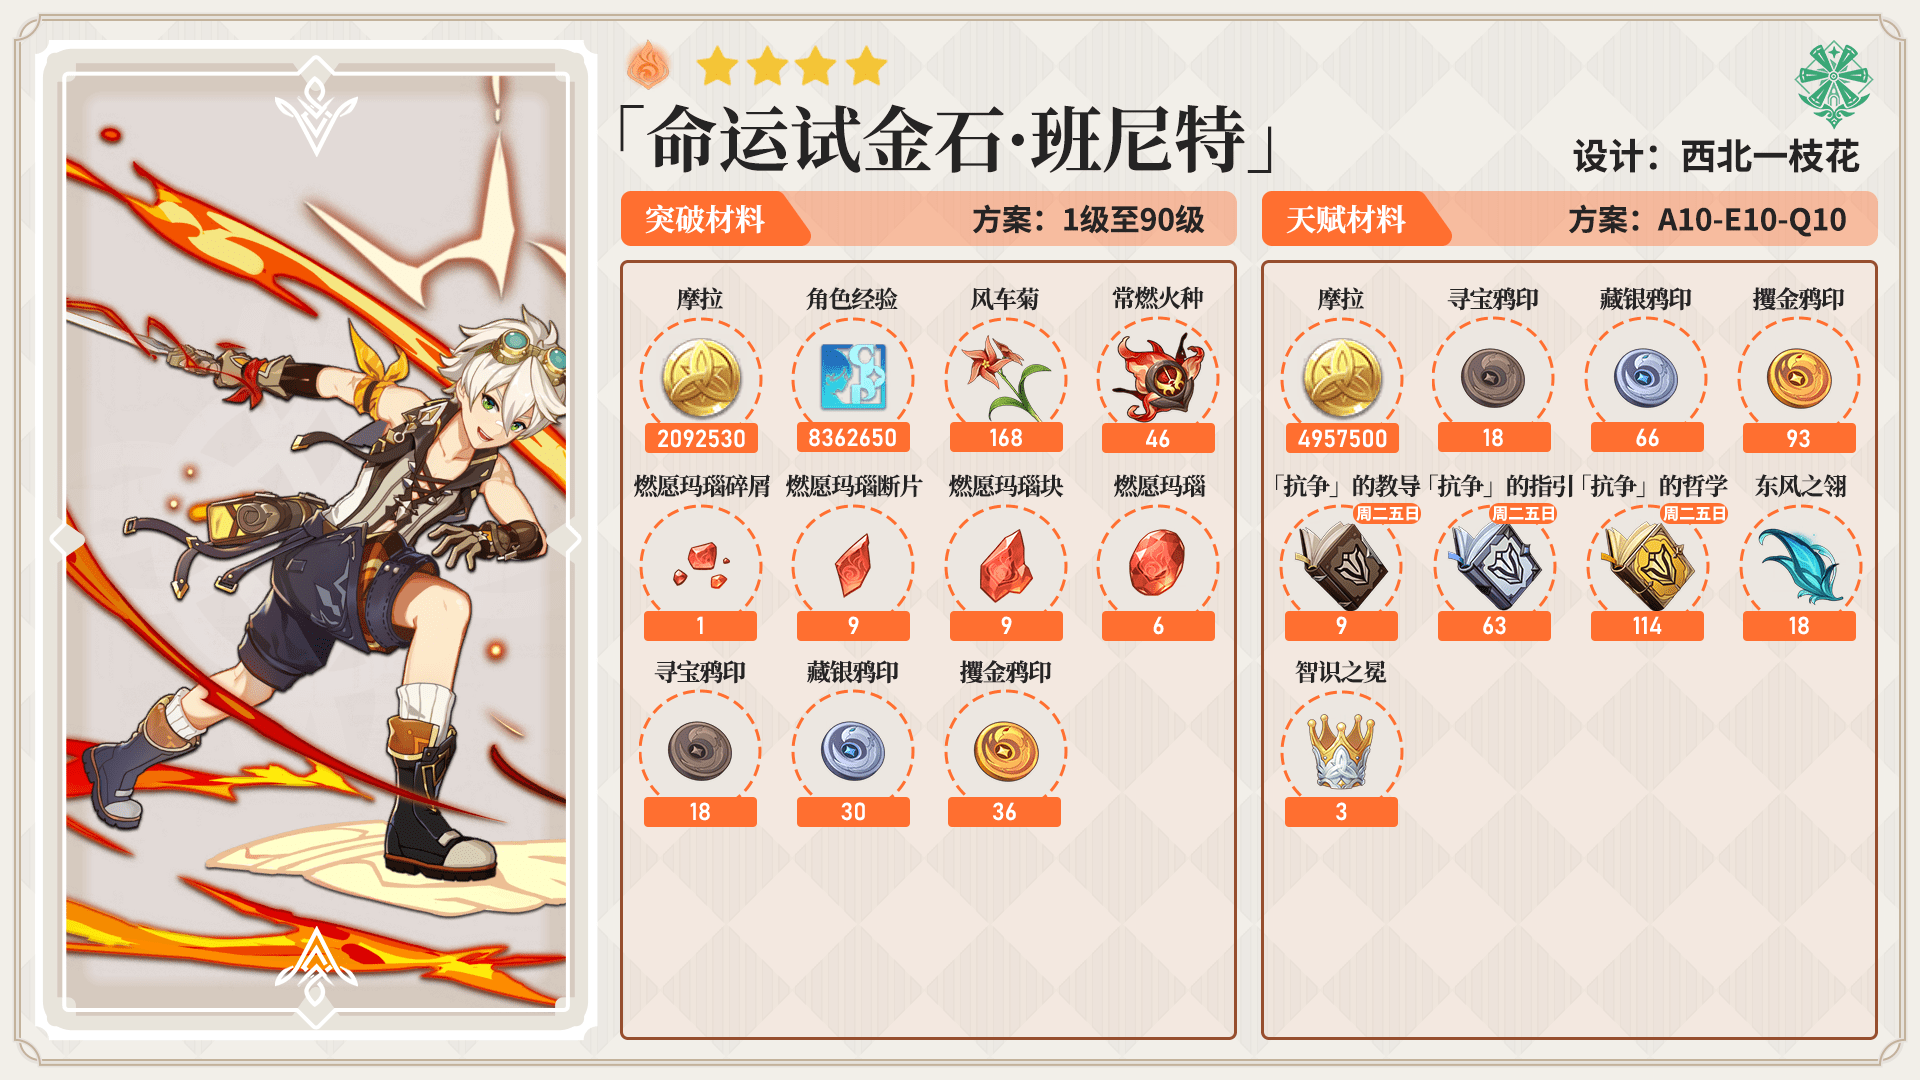 「命运试金石·班尼特」
设计：西北一枝花
突破材料
方案：1级至90级
摩拉
角色经验
风车菊
常燃火种
2092530
8362650
168
46
燃愿玛瑙碎屑
燃愿玛瑙断片
燃愿玛瑙块
燃愿玛瑙
1
9
9
6
寻宝鸦印
藏银鸦印
攫金鸦印
18
30
36
天赋材料
方案：A10-E10-Q10
摩拉
寻宝鸦印
藏银鸦印
攫金鸦印
4957500
18
66
93
「抗争」的教导
「抗争」的指引
「抗争」的哲学
东风之翎
周二五日
周二五日
周二五日
9
63
114
18
智识之冕
3